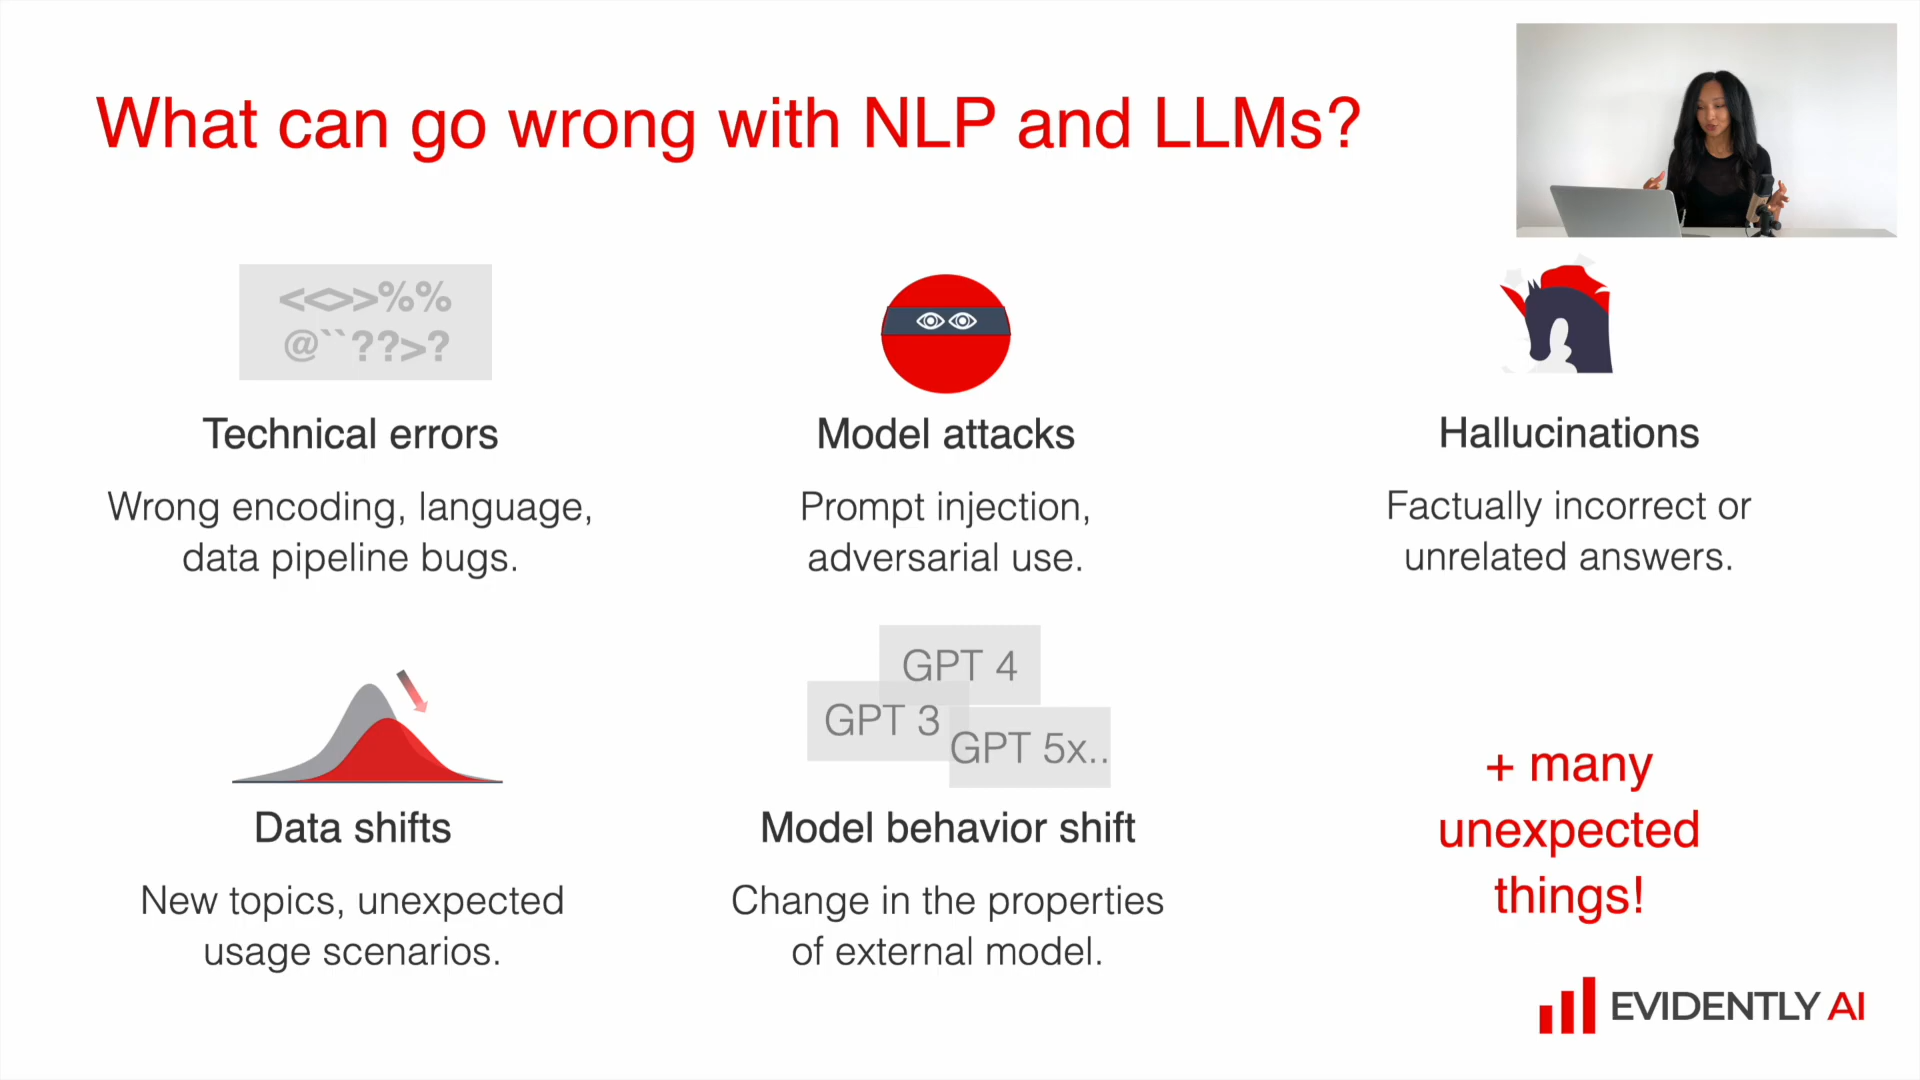 What can go wrong with NLP and LLMs?
<<>>%%
@``??>?
Technical errors
Wrong encoding, language,
data pipeline bugs.
Model attacks
Prompt injection,
adversarial use.
Hallucinations
Factually incorrect or
unrelated answers.
Data shifts
New topics, unexpected
usage scenarios.
GPT 4
GPT 3
GPT 5x..
Model behavior shift
Change in the properties
of external model.
+ many
unexpected
things!
EVIDENTLY AI